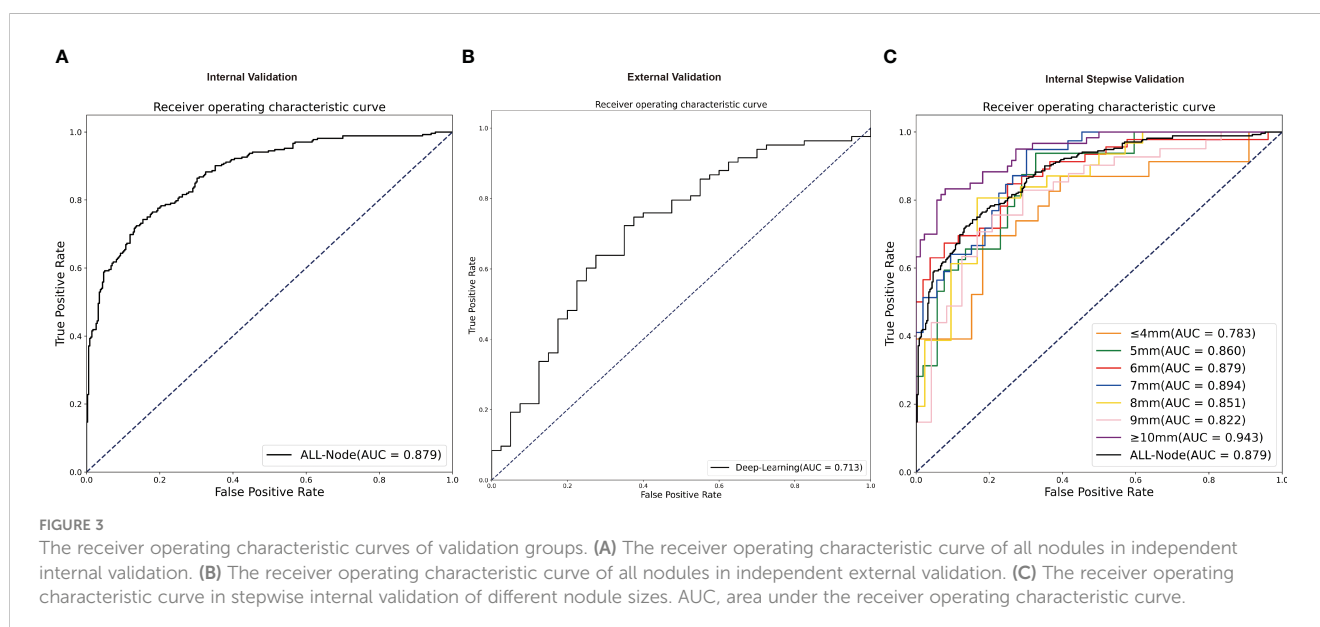 A
Internal Validation
Receiver operating characteristic curve
True Positive Rate
1.0
0.8
0.6
0.4
0.2
0.0
0.0 0.2 0.4 0.6 0.8 1.0
False Positive Rate
ALL-Node(AUC = 0.879)
B
External Validation
Receiver operating characteristic curve
True Positive Rate
1.0
0.8
0.6
0.4
0.2
0.0
0.0 0.2 0.4 0.6 0.8 1.0
False Positive Rate
Deep-Learning(AUC = 0.713)
C
Internal Stepwise Validation
Receiver operating characteristic curve
True Positive Rate
1.0
0.8
0.6
0.4
0.2
0.0
0.0 0.2 0.4 0.6 0.8 1.0
False Positive Rate
≤4mm(AUC = 0.783)
5mm(AUC = 0.860)
6mm(AUC = 0.879)
7mm(AUC = 0.894)
8mm(AUC = 0.851)
9mm(AUC = 0.822)
≥10mm(AUC = 0.943)
ALL-Node(AUC = 0.879)
FIGURE 3
The receiver operating characteristic curves of validation groups. (A) The receiver operating characteristic curve of all nodules in independent
internal validation. (B) The receiver operating characteristic curve of all nodules in independent external validation. (C) The receiver operating
characteristic curve in stepwise internal validation of different nodule sizes. AUC, area under the receiver operating characteristic curve.